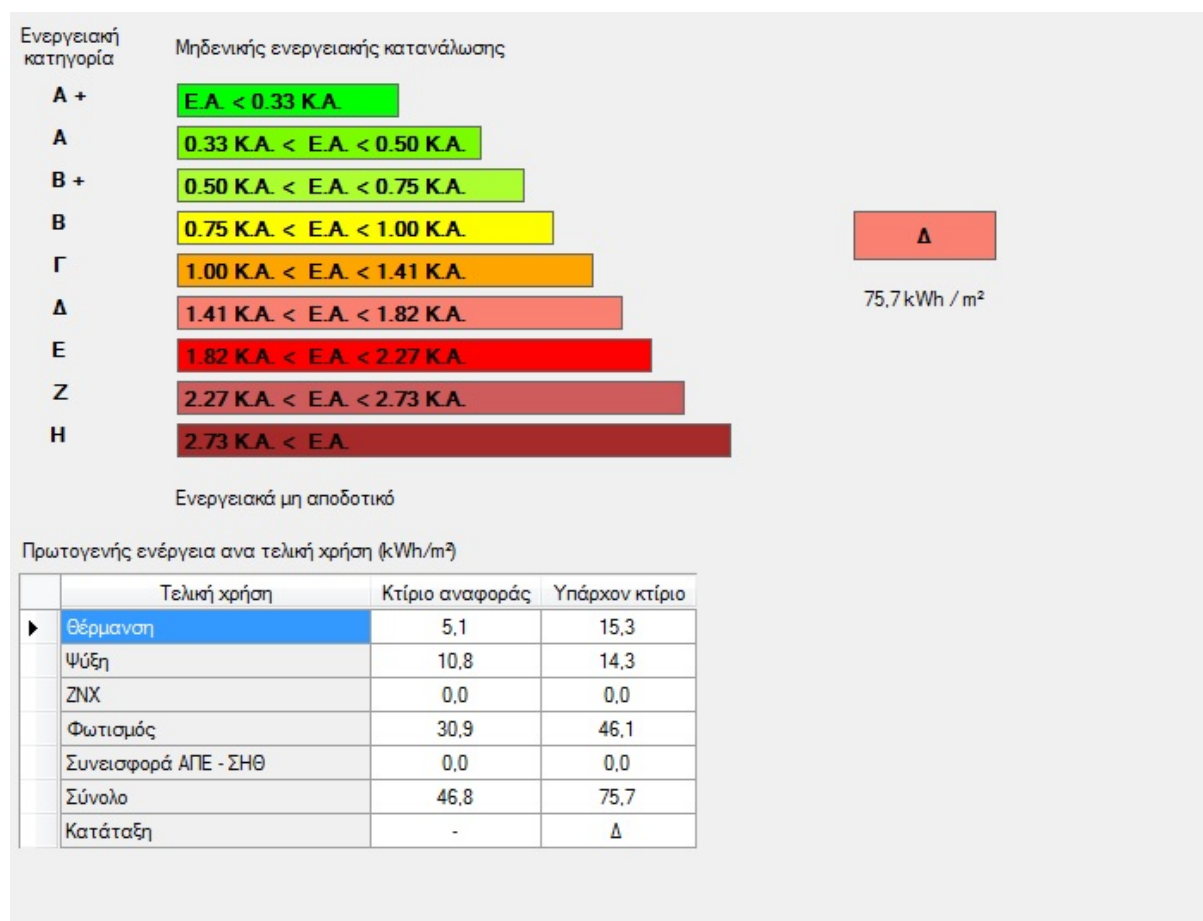 Ενεργειακή
κατηγορία
Μηδενικής ενεργειακής κατανάλωσης
Α + Ε.Α. < 0.33 Κ.Α.
Α 0.33 Κ.Α. < Ε.Α. < 0.50 Κ.Α.
Β + 0.50 Κ.Α. < Ε.Α. < 0.75 Κ.Α.
Β 0.75 Κ.Α. < Ε.Α. < 1.00 Κ.Α.
Δ
Γ 1.00 Κ.Α. < Ε.Α. < 1.41 Κ.Α.
75,7 kWh / m²
Δ 1.41 Κ.Α. < Ε.Α. < 1.82 Κ.Α.
Ε 1.82 Κ.Α. < Ε.Α. < 2.27 Κ.Α.
Ζ 2.27 Κ.Α. < Ε.Α. < 2.73 Κ.Α.
Η 2.73 Κ.Α. < Ε.Α.
Ενεργειακά μη αποδοτικό
Πρωτογενής ενέργεια ανα τελική χρήση (kWh/m²)
Τελική χρήση Κτίριο αναφοράς Υπάρχον κτίριο
Θέρμανση 5,1 15,3
Ψύξη 10,8 14,3
ΖΝΧ 0,0 0,0
Φωτισμός 30,9 46,1
Συνεισφορά ΑΠΕ - ΣΗΘ 0,0 0,0
Σύνολο 46,8 75,7
Κατάταξη - Δ